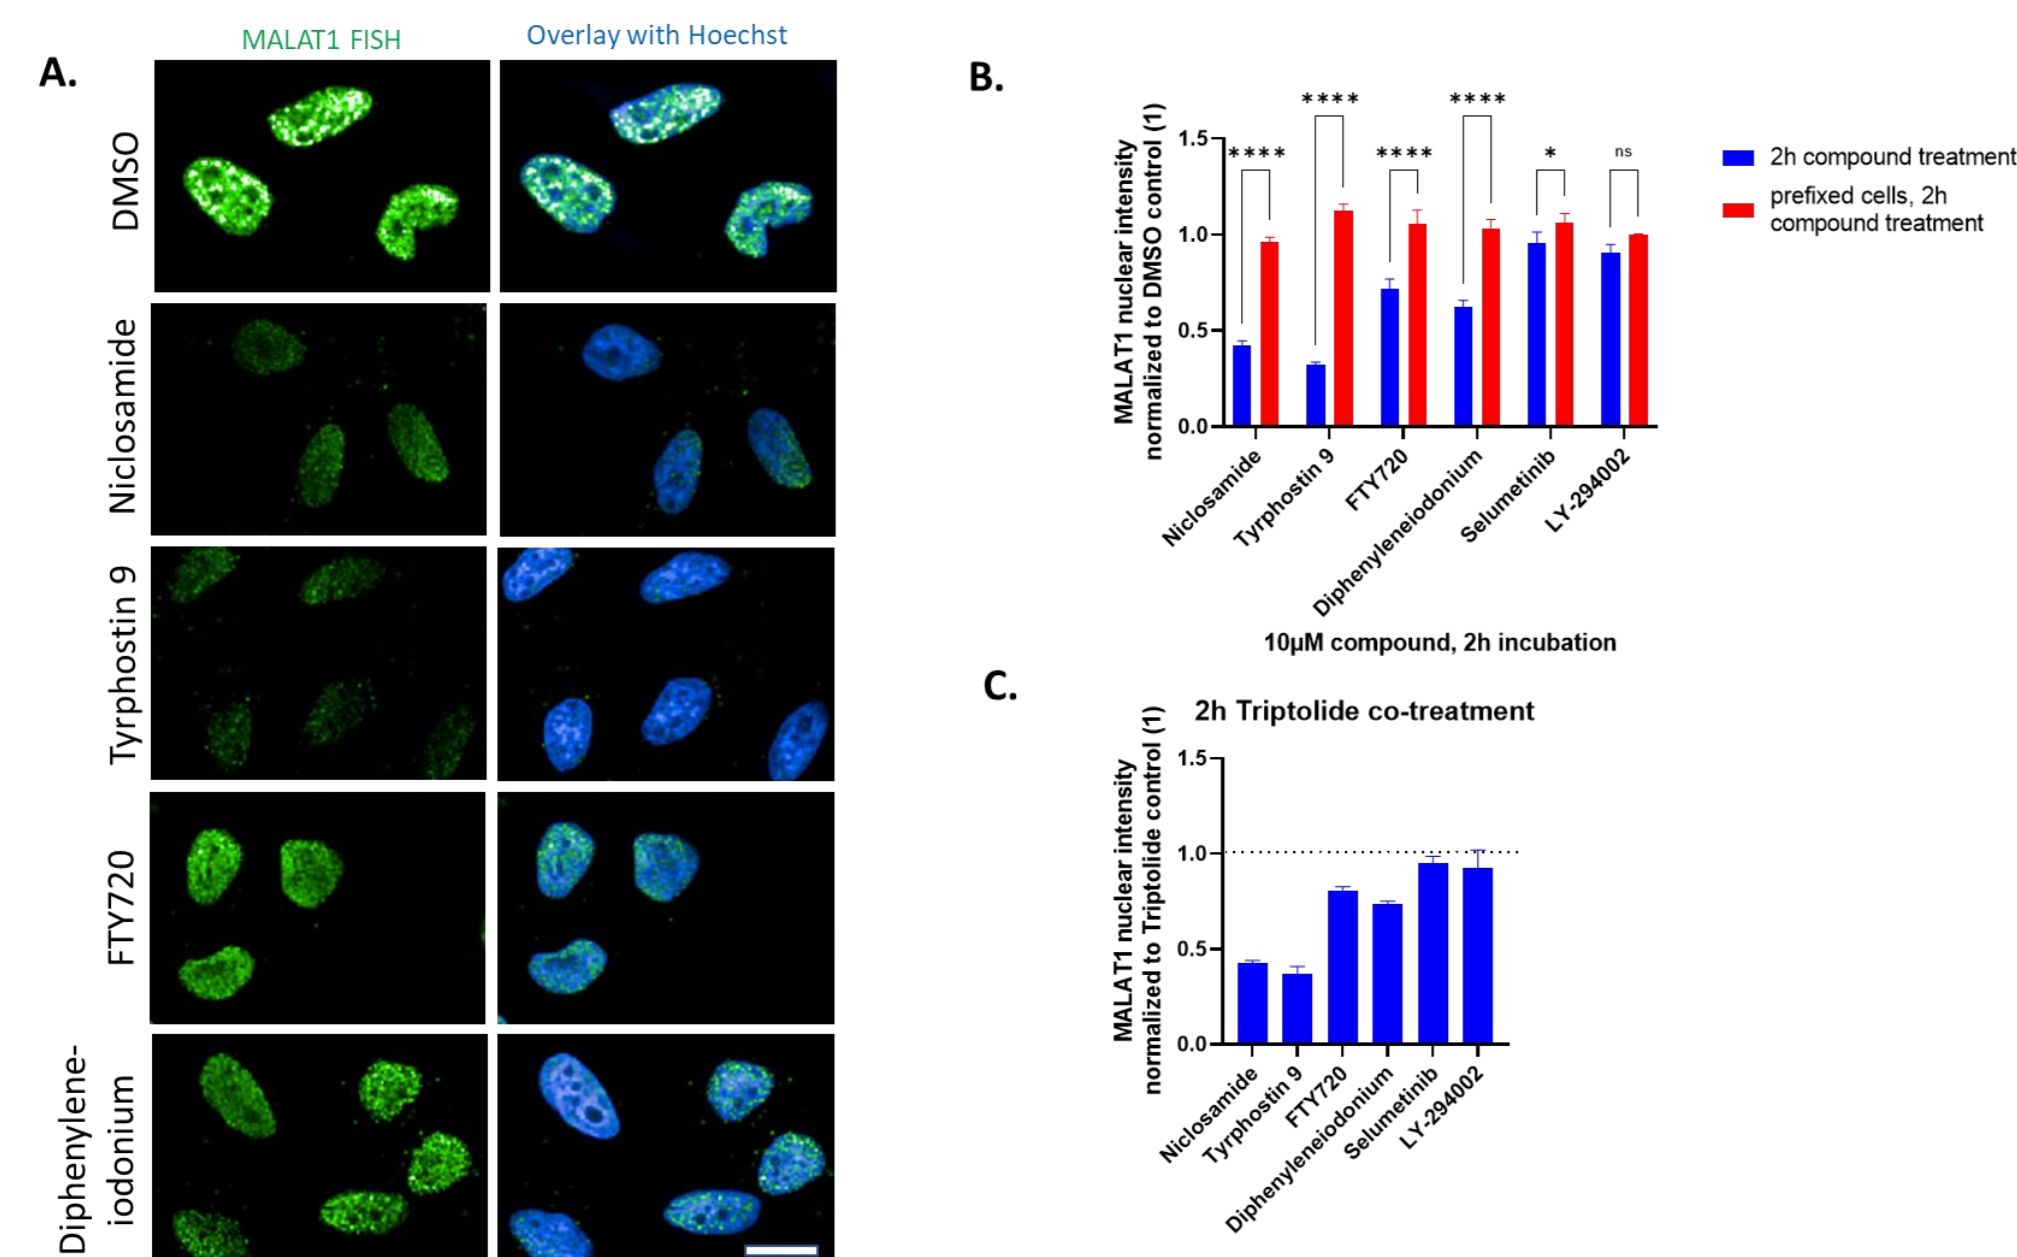 A.
MALAT1 FISH
Overlay with Hoechst
DMSO
Niclosamide
Tyrphostin 9
FTY720
Diphenylene-
iodonium
B.
MALAT1 nuclear intensity
normalized to DMSO control (1)
1.5
1.0
0.5
0.0
****
****
****
****
*
ns
2h compound treatment
prefixed cells, 2h
compound treatment
Niclosamide
Tyrphostin 9
FTY720
Diphenyleneiodonium
Selumetinib
LY-294002
10µM compound, 2h incubation
C.
2h Triptolide co-treatment
MALAT1 nuclear intensity
normalized to Triptolide control (1)
1.5
1.0
0.5
0.0
Niclosamide
Tyrphostin 9
FTY720
Diphenyleneiodonium
Selumetinib
LY-294002